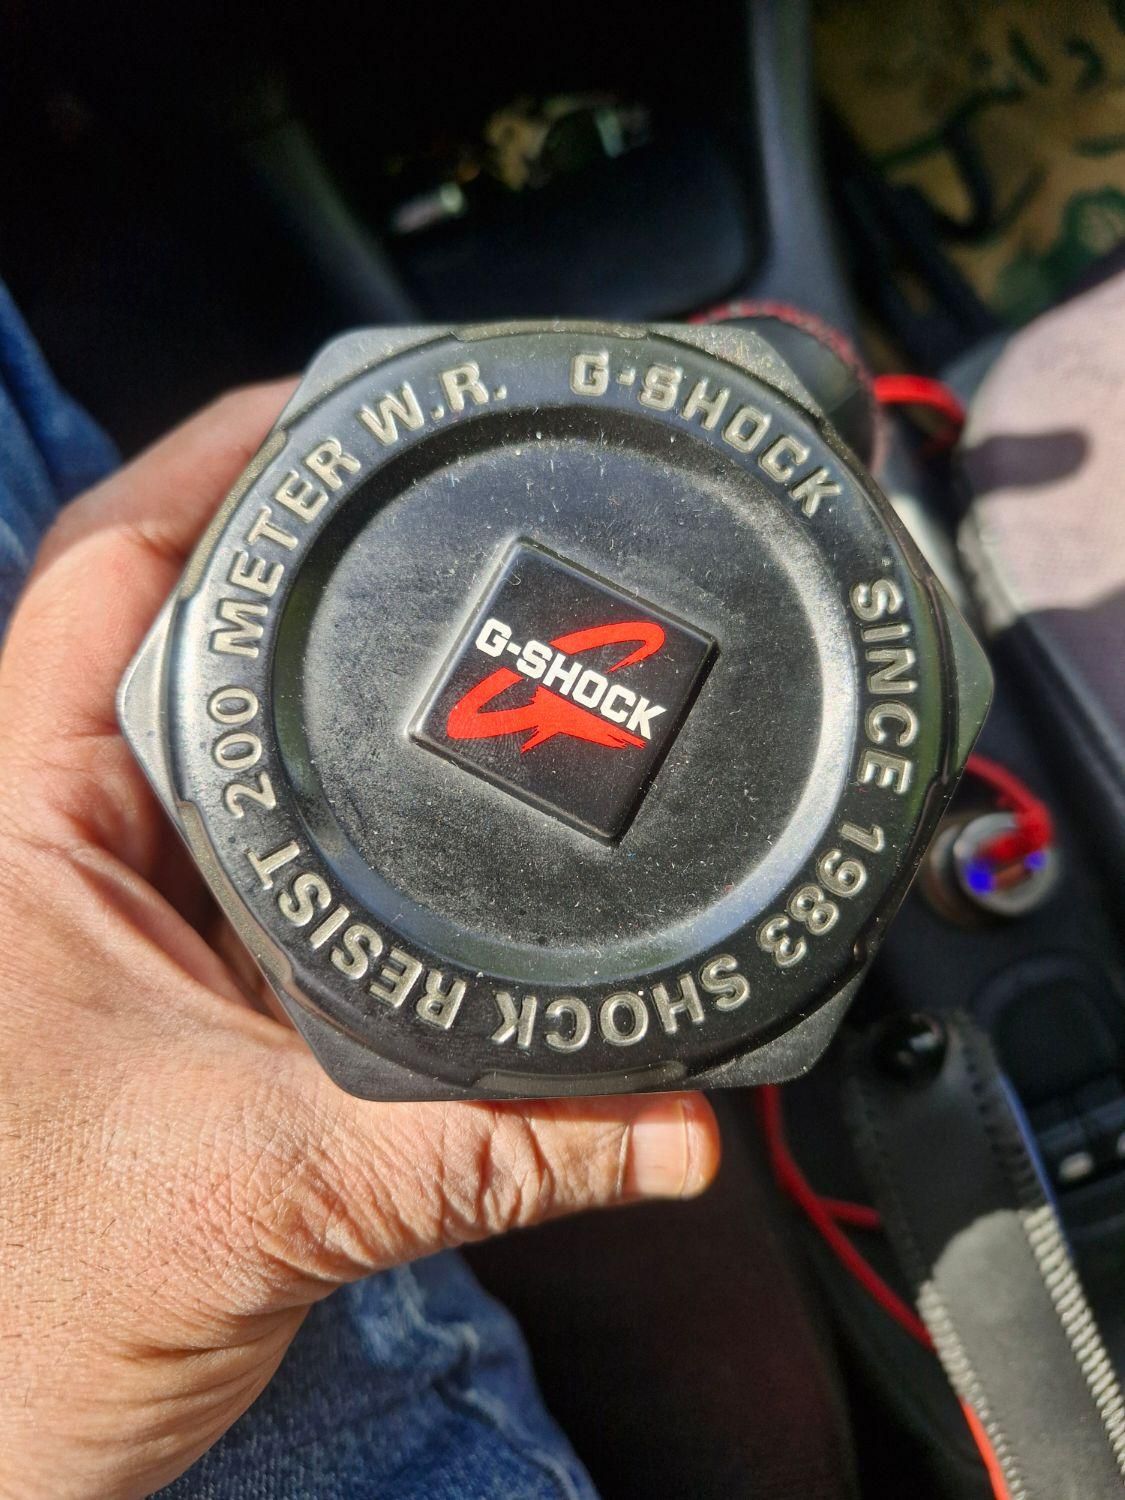 G-SHOCK SINCE 1983 SHOCK RESIST 200 METER W.R.
G-SHOCK